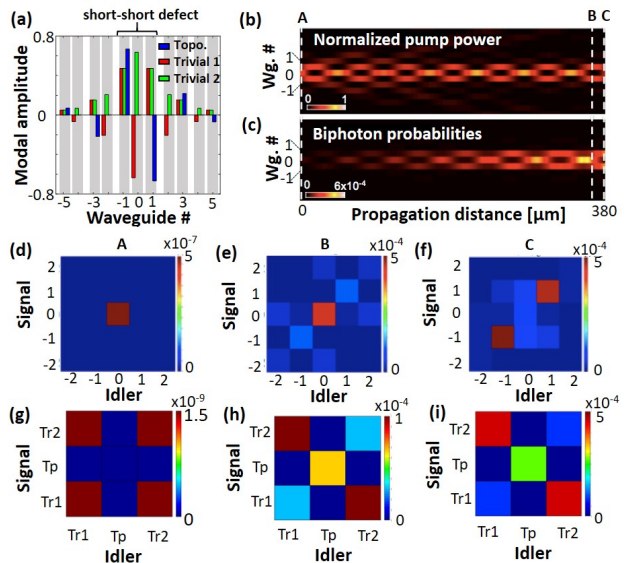 short-short defect
(a)
0.8
0
-0.8
Modal amplitude
Topo.
Trivial 1
Trivial 2
-5 -3 -1 0 1 3 5
Waveguide #
(b)
A
B C
Normalized pump power
Wg. #
1
0
-1
0 1
(c)
Biphoton probabilities
Wg. #
1
0
-1
0 6x10⁻⁴
0 Propagation distance [μm] 380
(d)
A
x10⁻⁷
5
0
Signal
2
1
0
-1
-2
-2 -1 0 1 2
Idler
(e)
B
x10⁻⁴
5
0
Signal
2
1
0
-1
-2
-2 -1 0 1 2
Idler
(f)
C
x10⁻⁴
5
0
Signal
2
1
0
-1
-2
-2 -1 0 1 2
Idler
(g)
x10⁻⁹
1.5
0
Signal
Tr2
Tp
Tr1
Tr1 Tp Tr2
Idler
(h)
x10⁻⁴
1
0
Signal
Tr2
Tp
Tr1
Tr1 Tp Tr2
Idler
(i)
x10⁻⁴
5
0
Signal
Tr2
Tp
Tr1
Tr1 Tp Tr2
Idler